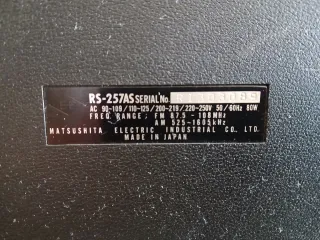 RS-257AS SERIAL No.
AC 90-109/110-125/200-219/220-250V 50/60Hz 80W
FREQ RANGE; FM 87.5-108MHz
AM 525-1605kHz
MATSUSHITA ELECTRIC INDUSTRIAL CO. LTD.
MADE IN JAPAN